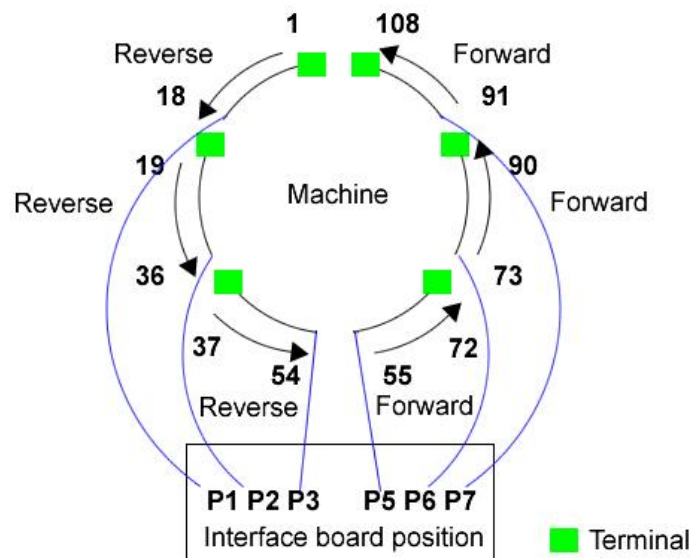 1 108
Reverse Forward
18 91
19 90
Machine
Reverse Forward
36 73
37 72
54 55
Reverse Forward
P1 P2 P3 P5 P6 P7
Interface board position
Terminal